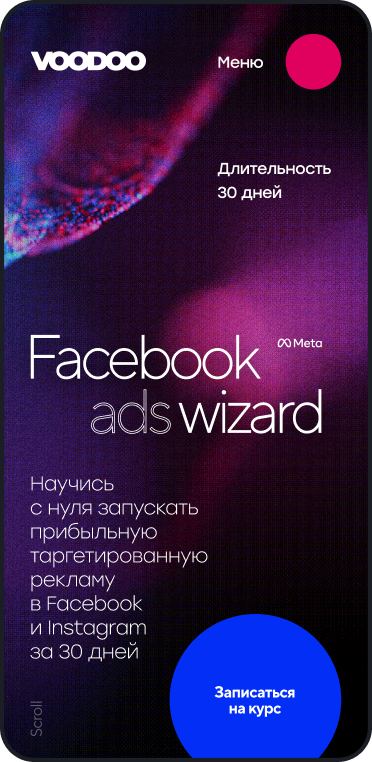 VOODOO
Меню
Длительность
30 дней
Meta
Facebook
ads wizard
Научись
с нуля запускать
прибыльную
таргетированную
рекламу
в Facebook
и Instagram
за 30 дней
Записаться
на курс
Scroll